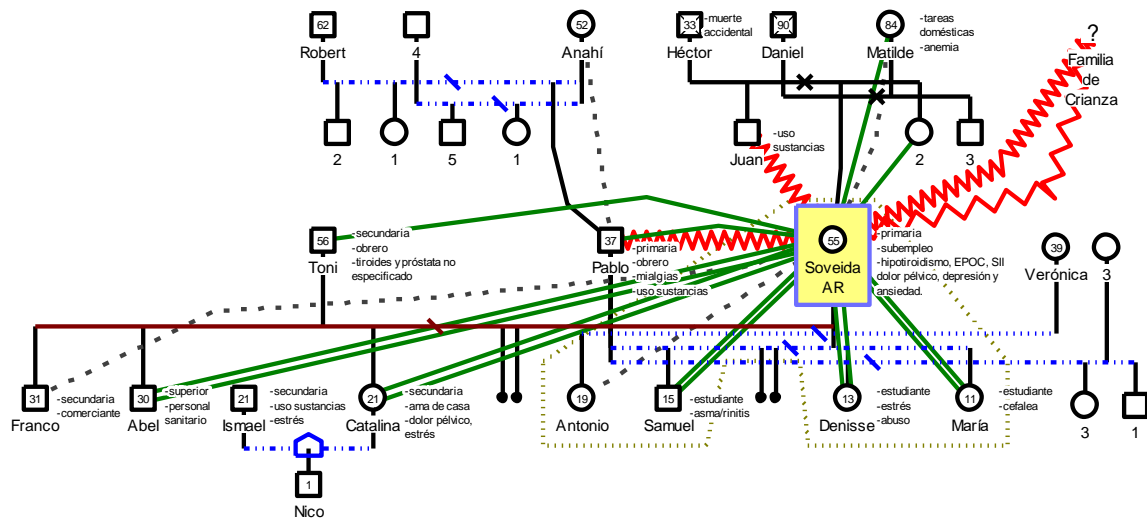 62
52
33
-muerte
accidental
90
84
-tareas
domésticas
-anemia
Robert
4
Anahí
Héctor
Daniel
Matilde
?
Familia
de
Crianza
2
1
5
1
Juan
-uso
sustancias
2
3
56
-secundaria
-obrero
-tiroides y próstata no
especificado
Toni
37
Pablo
-primaria
-obrero
-mialgias
-uso sustancias
55
Soveida
AR
-primaria
-subempleo
-hipotiroidismo, EPOC, SII
dolor pélvico, depresión y
ansiedad.
39
Verónica
3
31
-secundaria
-comerciante
Franco
30
-superior
-personal
sanitario
Abel
21
-secundaria
-uso sustancias
-estrés
Ismael
21
-secundaria
-ama de casa
-dolor pélvico,
estrés
Catalina
19
Antonio
15
-estudiante
-asma/rinitis
Samuel
13
-estudiante
-estrés
-abuso
Denisse
11
-estudiante
-cefalea
María
3
1
1
Nico